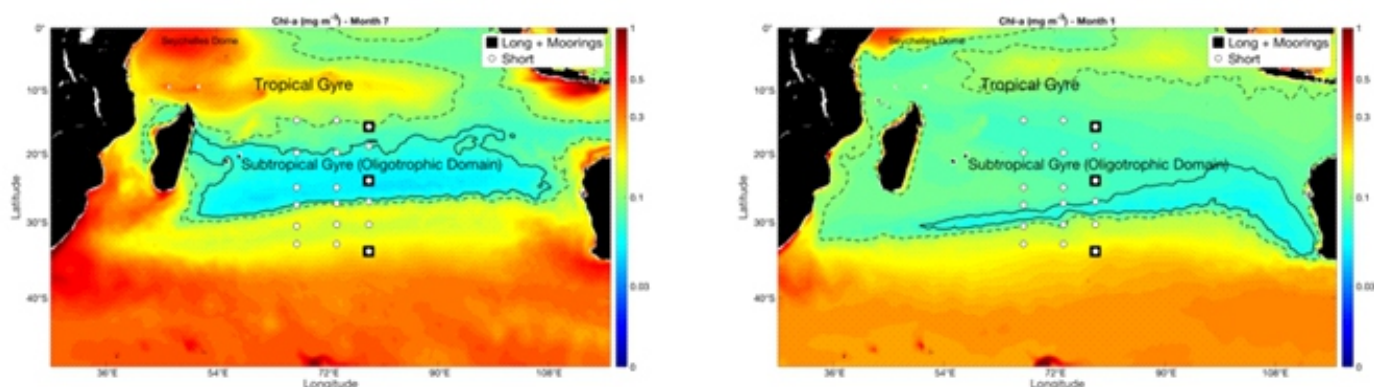 Chl-a (mg m⁻³) - Month 7
Long + Moorings
Short
Seychelles Dome
Tropical Gyre
Subtropical Gyre (Oligotrophic Domain)
0°
10°S
20°S
30°S
40°S
Latitude
36°E
54°E
72°E
90°E
108°E
Longitude
1
0.5
0.3
0.1
0.03
0
Chl-a (mg m⁻³) - Month 1
Long + Moorings
Short
Seychelles Dome
Tropical Gyre
Subtropical Gyre (Oligotrophic Domain)
0°
10°S
20°S
30°S
40°S
Latitude
36°E
54°E
72°E
90°E
108°E
Longitude
1
0.5
0.3
0.1
0.03
0